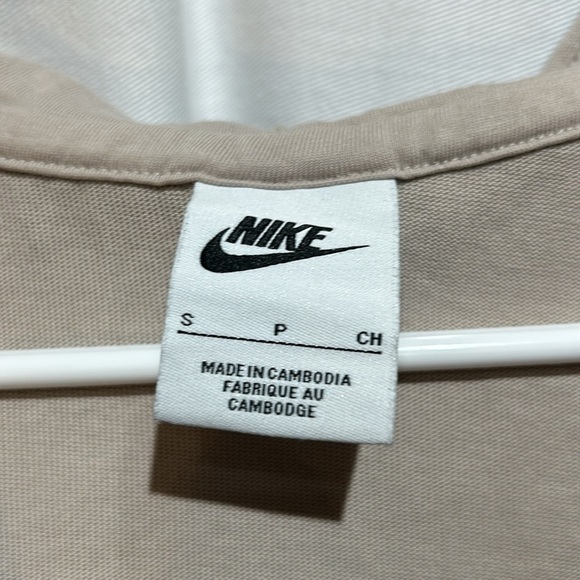 NIKE
S P CH
MADE IN CAMBODIA
FABRIQUE AU
CAMBODGE